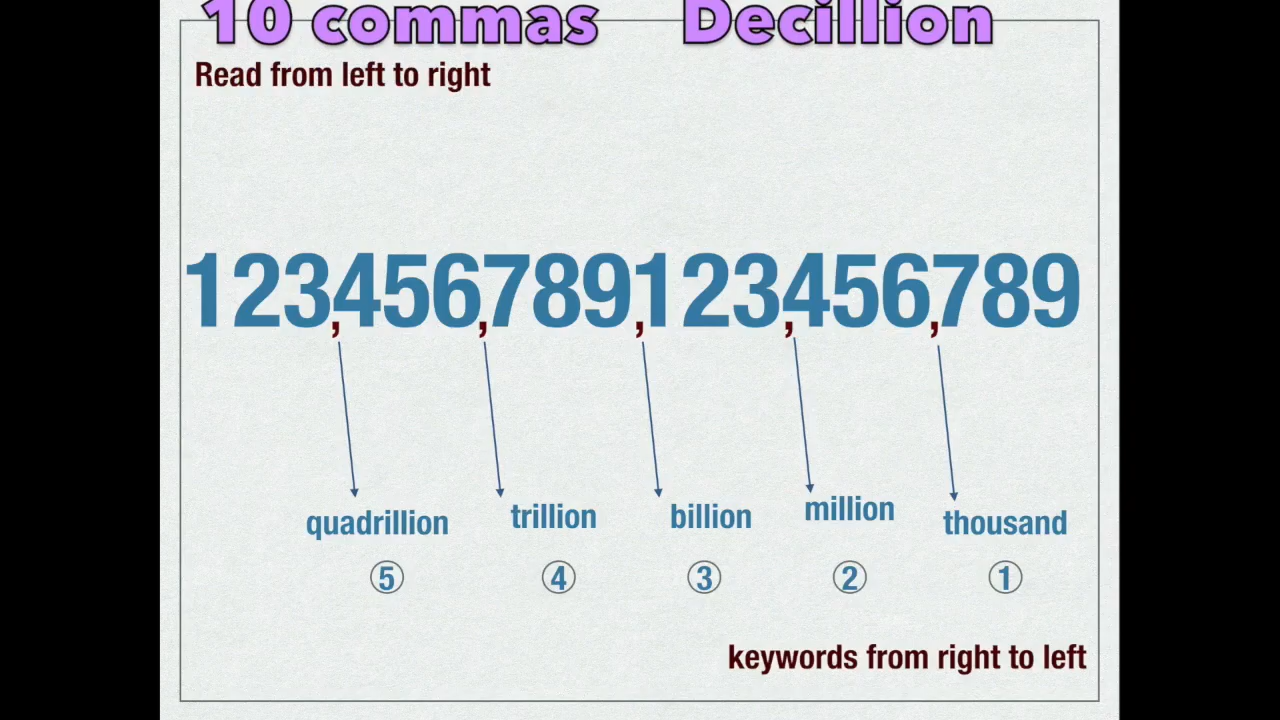 10 commas Decillion
Read from left to right
123,456,789,123,456,789
quadrillion trillion billion million thousand
5 4 3 2 1
keywords from right to left